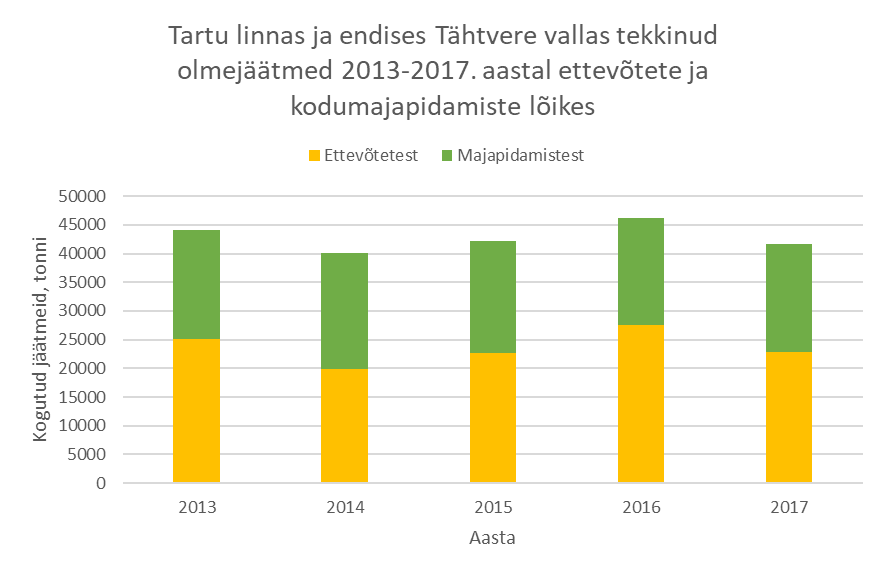 Tartu linnas ja endises Tähtvere vallas tekkinud
olmejäätmed 2013-2017. aastal ettevõtete ja
kodumajapidamiste lõikes
Ettevõtetest Majapidamistest
Kogutud jäätmeid, tonni
50000
45000
40000
35000
30000
25000
20000
15000
10000
5000
0
2013 2014 2015 2016 2017
Aasta